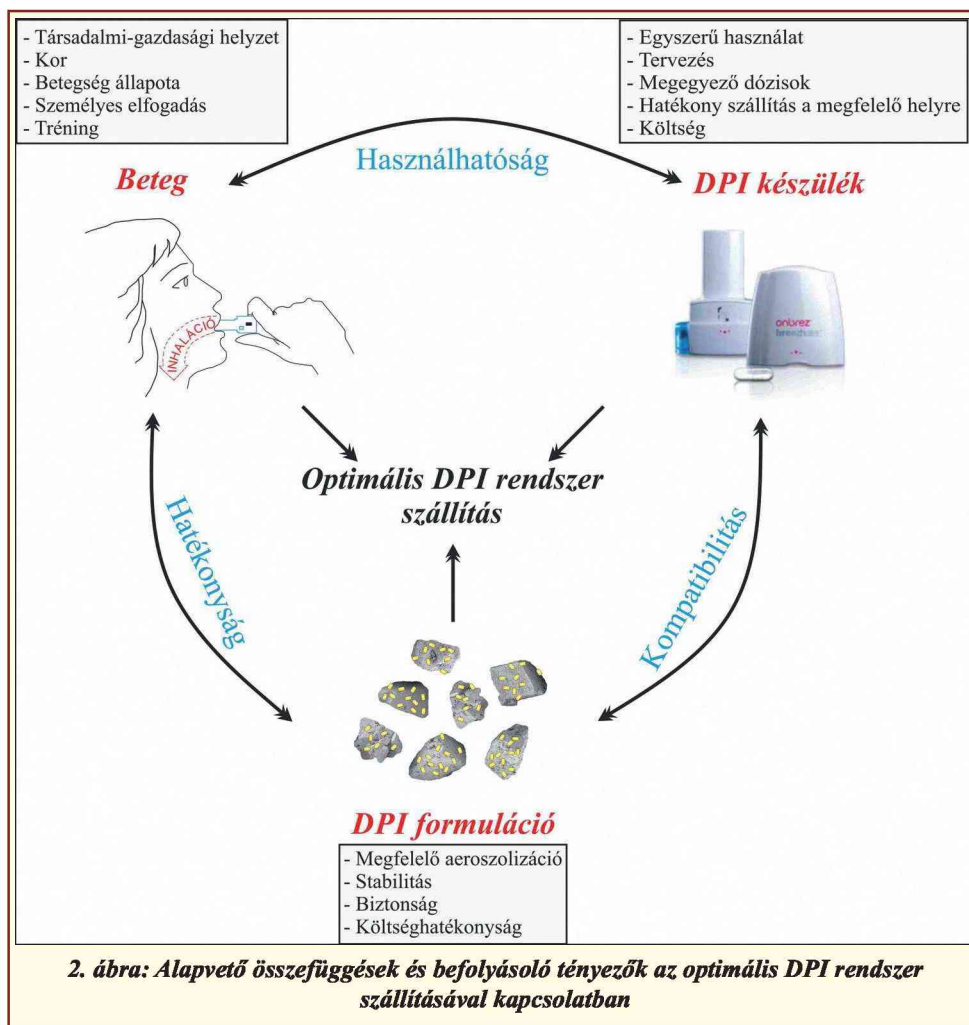 - Társadalmi-gazdasági helyzet
- Kor
- Betegség állapota
- Személyes elfogadás
- Tréning
- Egyszerű használat
- Tervezés
- Megegyező dózisok
- Hatékony szállítás a megfelelő helyre
- Költség
Használhatóság
Beteg
DPI készülék
INHALÁCIÓ
onbrez
breezhaler
Optimális DPI rendszer
szállítás
Hatékonyság
Kompatibilitás
DPI formuláció
- Megfelelő aeroszolizáció
- Stabilitás
- Biztonság
- Költséghatékonyság
2. ábra: Alapvető összefüggések és befolyásoló tényezők az optimális DPI rendszer
szállításával kapcsolatban